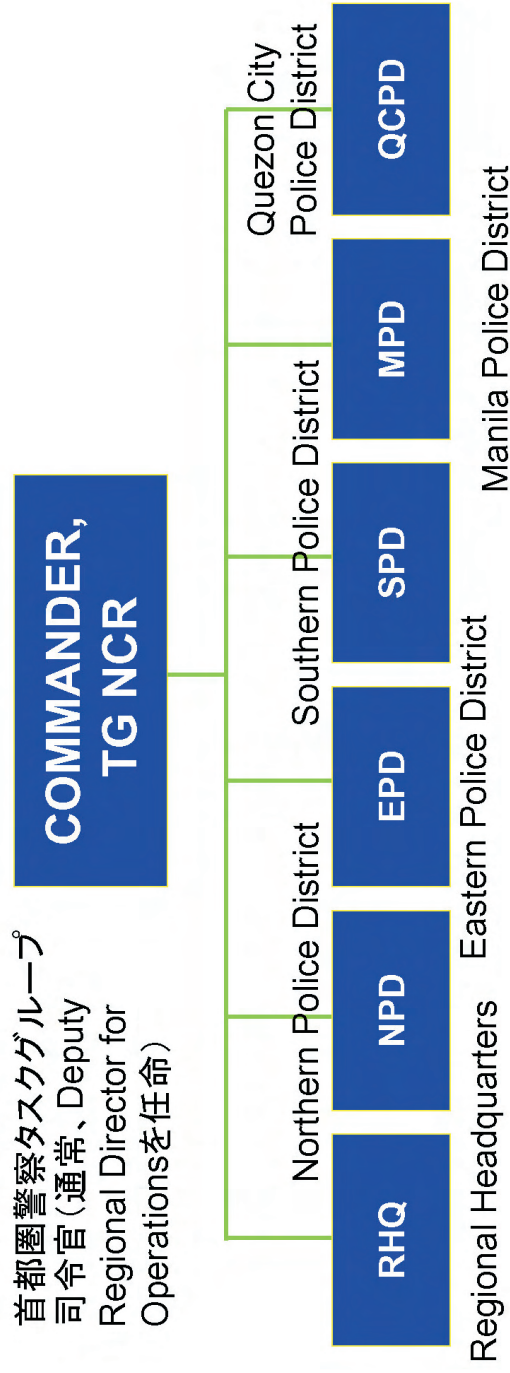 首都圏警察タスクグループ
司令官(通常、Deputy
Regional Director for
Operationsを任命)
COMMANDER,
TG NCR
Northern Police District
Southern Police District
Quezon City
Police District
RHQ
NPD
EPD
SPD
MPD
QCPD
Regional Headquarters
Eastern Police District
Manila Police District